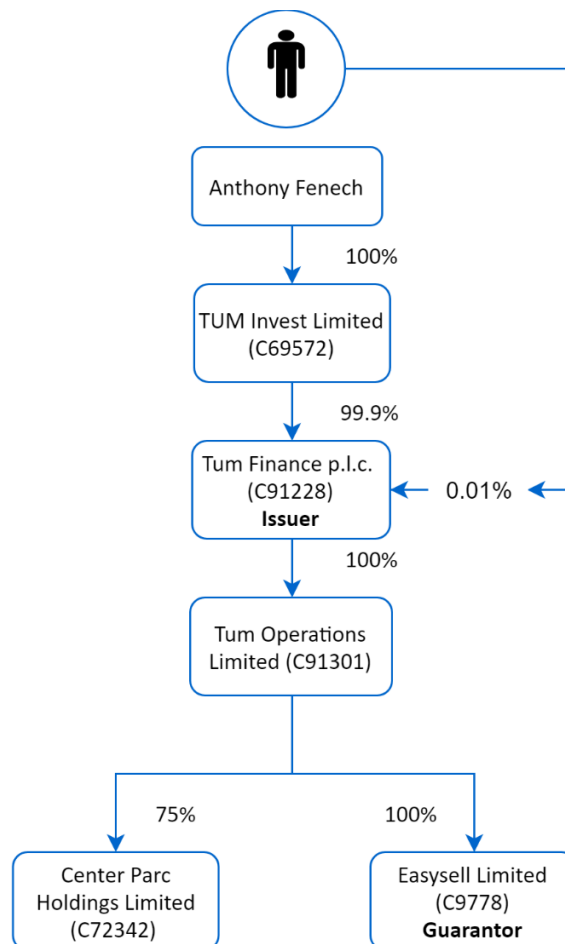 Anthony Fenech
100%
TUM Invest Limited
(C69572)
99.9%
Tum Finance p.l.c.
(C91228)
Issuer
0.01%
100%
Tum Operations
Limited (C91301)
75%
100%
Center Parc
Holdings Limited
(C72342)
Easysell Limited
(C9778)
Guarantor